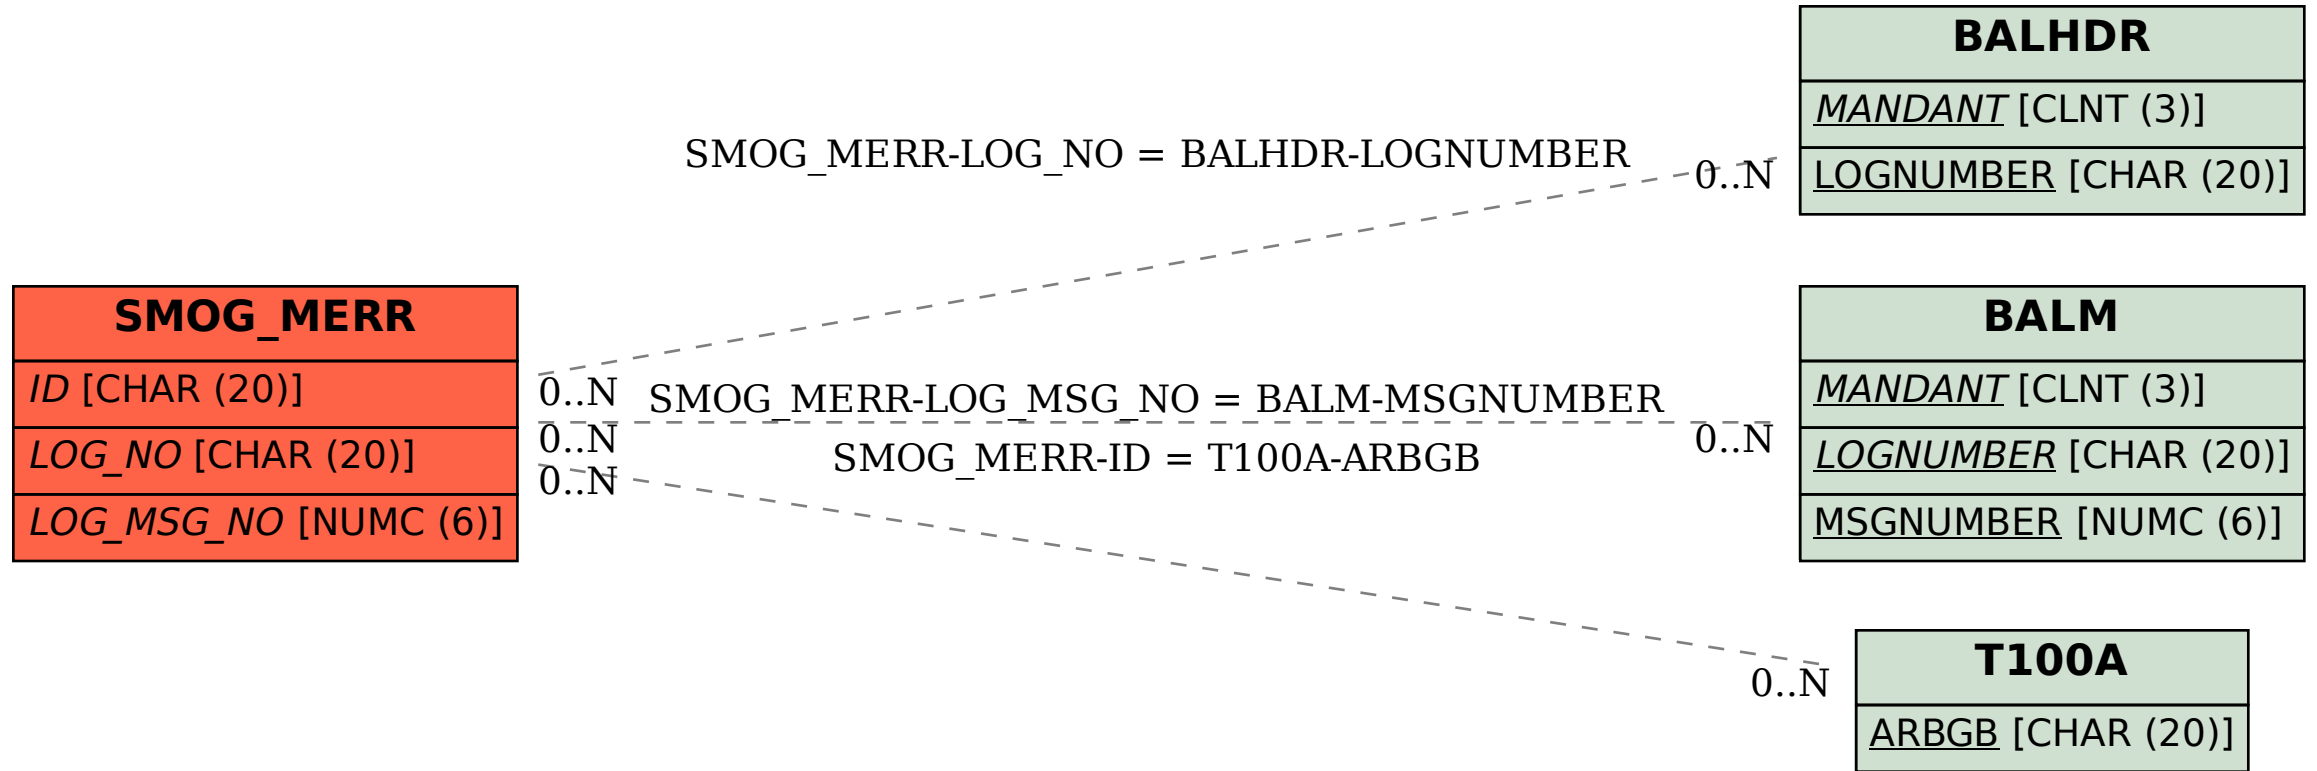 BALHDR
MANDANT [CLNT (3)]
LOGNUMBER [CHAR (20)]
SMOG_MERR-LOG_NO = BALHDR-LOGNUMBER
0..N
SMOG_MERR
ID [CHAR (20)]
LOG_NO [CHAR (20)]
LOG_MSG_NO [NUMC (6)]
0..N
0..N
0..N
SMOG_MERR-LOG_MSG_NO = BALM-MSGNUMBER
0..N
SMOG_MERR-ID = T100A-ARBGB
BALM
MANDANT [CLNT (3)]
LOGNUMBER [CHAR (20)]
MSGNUMBER [NUMC (6)]
0..N
T100A
ARBGB [CHAR (20)]